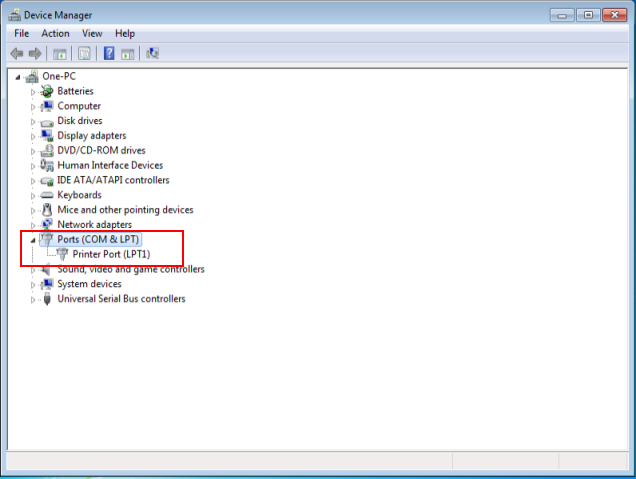 Device Manager
File Action View Help
One-PC
Batteries
Computer
Disk drives
Display adapters
DVD/CD-ROM drives
Human Interface Devices
IDE ATA/ATAPI controllers
Keyboards
Mice and other pointing devices
Network adapters
Ports (COM & LPT)
Printer Port (LPT1)
Sound, video and game controllers
System devices
Universal Serial Bus controllers